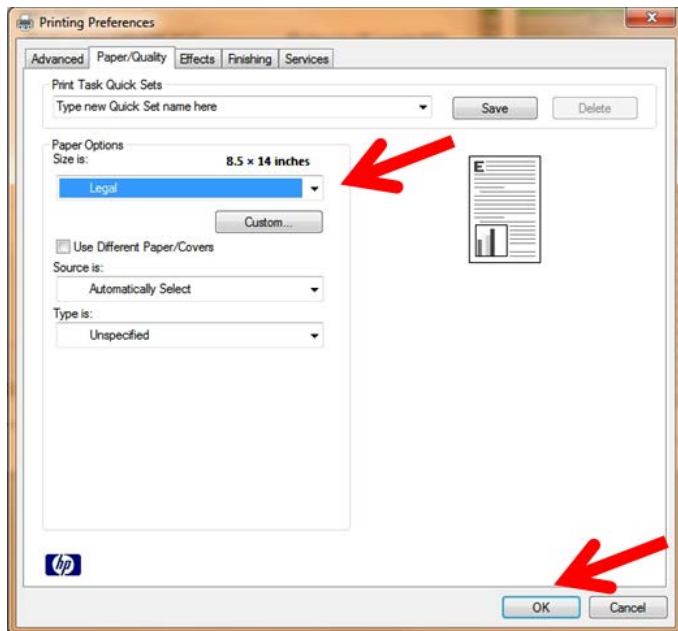 Printing Preferences
Advanced Paper/Quality Effects Finishing Services
Print Task Quick Sets
Type new Quick Set name here Save Delete
Paper Options
Size is: 8.5 × 14 inches
Legal
Custom...
Use Different Paper/Covers
Source is:
Automatically Select
Type is:
Unspecified
E
hp
OK Cancel